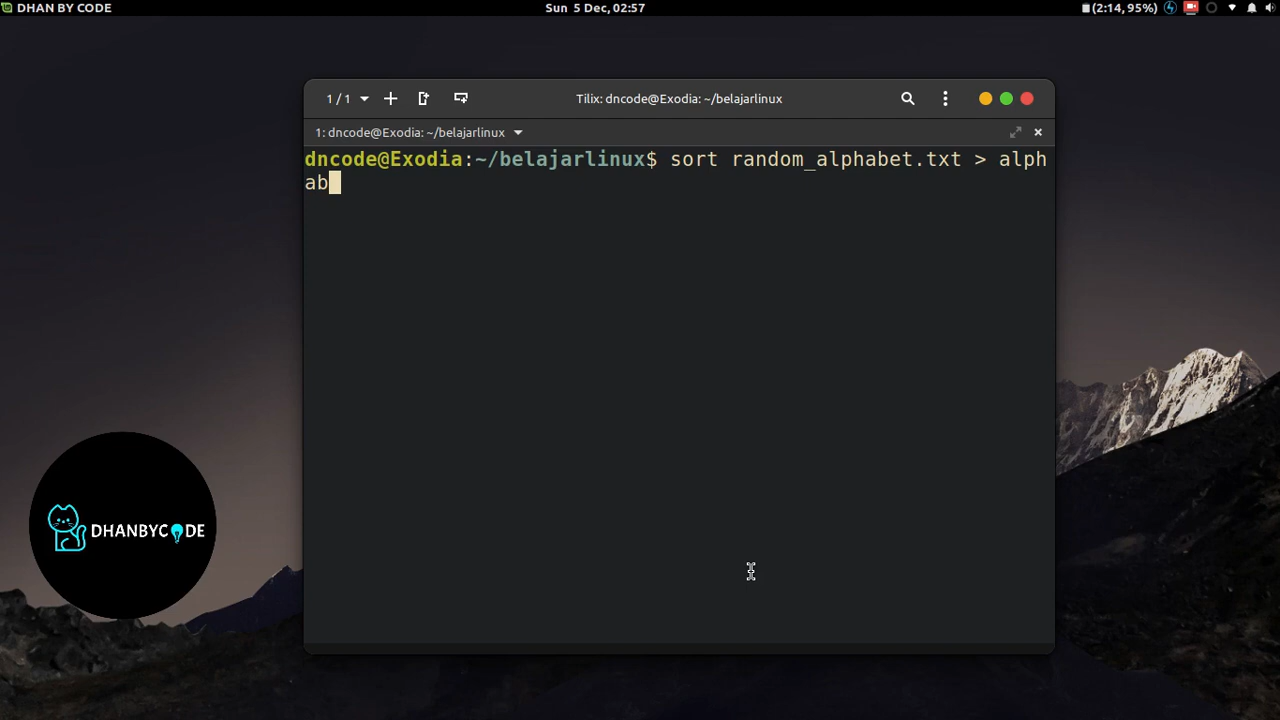 DHAN BY CODE
Sun 5 Dec, 02:57
(2:14, 95%)
1 / 1
Tilix: dncode@Exodia: ~/belajarlinux
1: dncode@Exodia: ~/belajarlinux
dncode@Exodia:~/belajarlinux$ sort random_alphabet.txt > alph
ab
DHANBYCODE